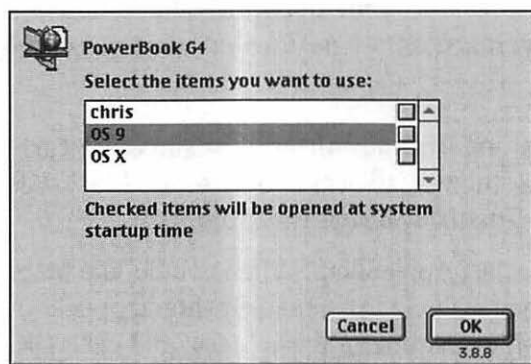 PowerBook G4
Select the items you want to use:
chris
OS 9
OS X
Checked items will be opened at system
startup time
Cancel
OK
3.8.8